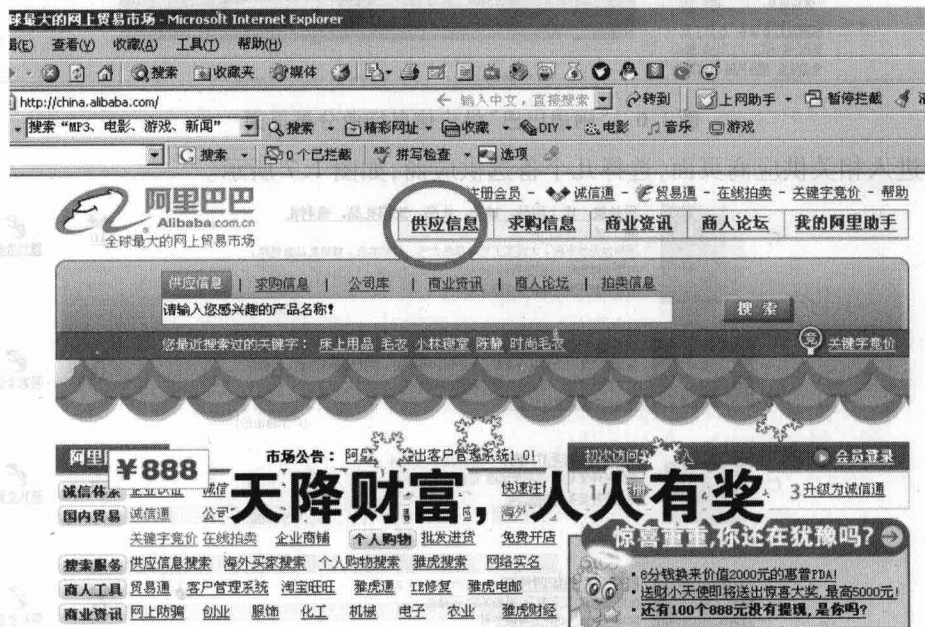 球最大的网上贸易市场 - Microsoft Internet Explorer
辑(E) 查看(V) 收藏(A) 工具(T) 帮助(H)
搜索 收藏夹 媒体
http://china.alibaba.com/ ← 输入中文，直接搜索 转到 上网助手 暂停拦截
搜索“MP3、电影、游戏、新闻” 搜索 精彩网址 收藏 DIY 电影 音乐 游戏
搜索 0个已拦截 拼写检查 选项
阿里巴巴
Alibaba.com.cn
全球最大的网上贸易市场
注册会员 - 诚信通 - 贸易通 - 在线拍卖 - 关键字竞价 - 帮助
供应信息 求购信息 商业资讯 商人论坛 我的阿里助手
供应信息 | 求购信息 | 公司库 | 商业资讯 | 商人论坛 | 拍卖信息
请输入您感兴趣的产品名称! 搜索
您最近搜索过的关键字： 床上用品 毛衣 小林寝室 陈静 时尚毛衣 竞 关键字竞价
阿里 市场公告： 出客户管理系统1.0! 初次访问 会员登录
¥888
天降财富，人人有奖
诚信体系 快速注 1 3升级为诚信通
国内贸易 诚信通 海外
关键字竞价 在线拍卖 企业商铺 个人购物 批发进货 免费开店
惊喜重重,你还在犹豫吗?
搜索服务 供应信息搜索 海外买家搜索 个人购物搜索 雅虎搜索 网络实名
商人工具 贸易通 客户管理系统 淘宝旺旺 雅虎通 IE修复 雅虎电邮
商业资讯 网上防骗 创业 服饰 化工 机械 电子 农业 雅虎财经
· 8分钱换来价值2000元的惠普PDA!
· 送财小天使即将送出惊喜大奖,最高5000元!
· 还有100个888元没有提现,是你吗?